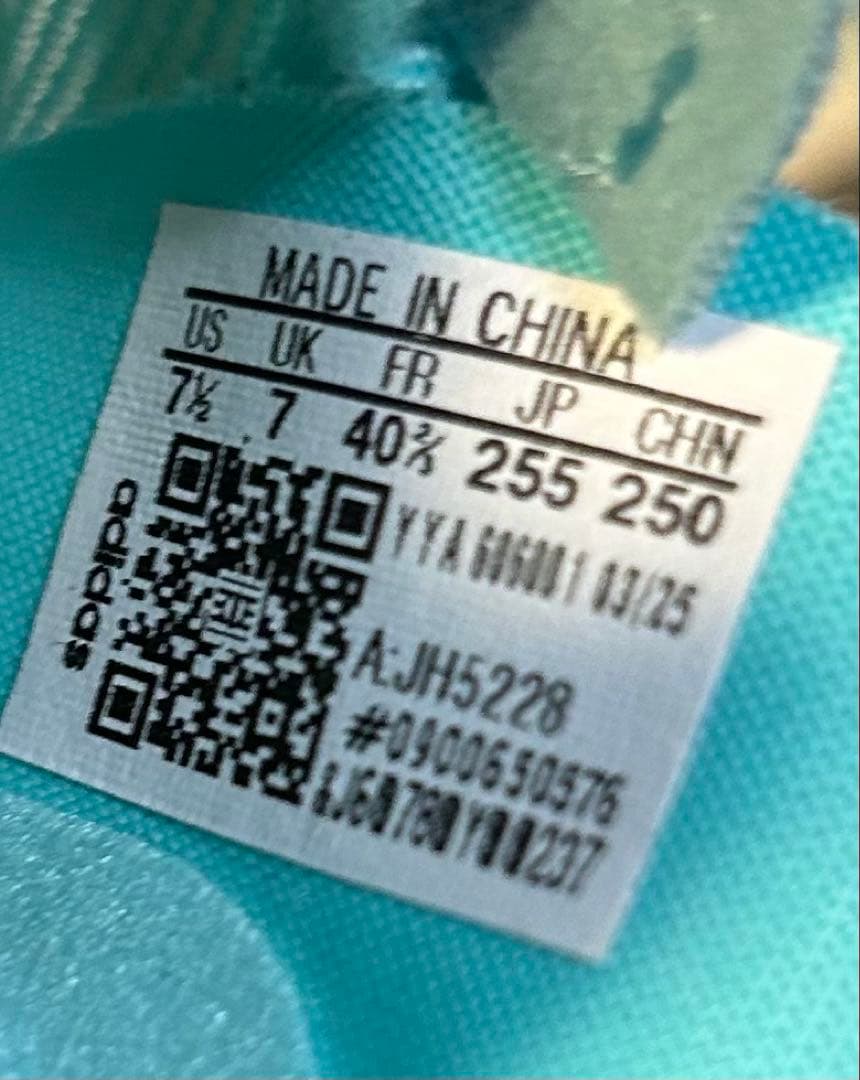 MADE IN CHINA
US UK FR JP CHN
7½ 7 40⅔ 255 250
YYA 606001 03/25
adidas
A:JH5228
#0900650576